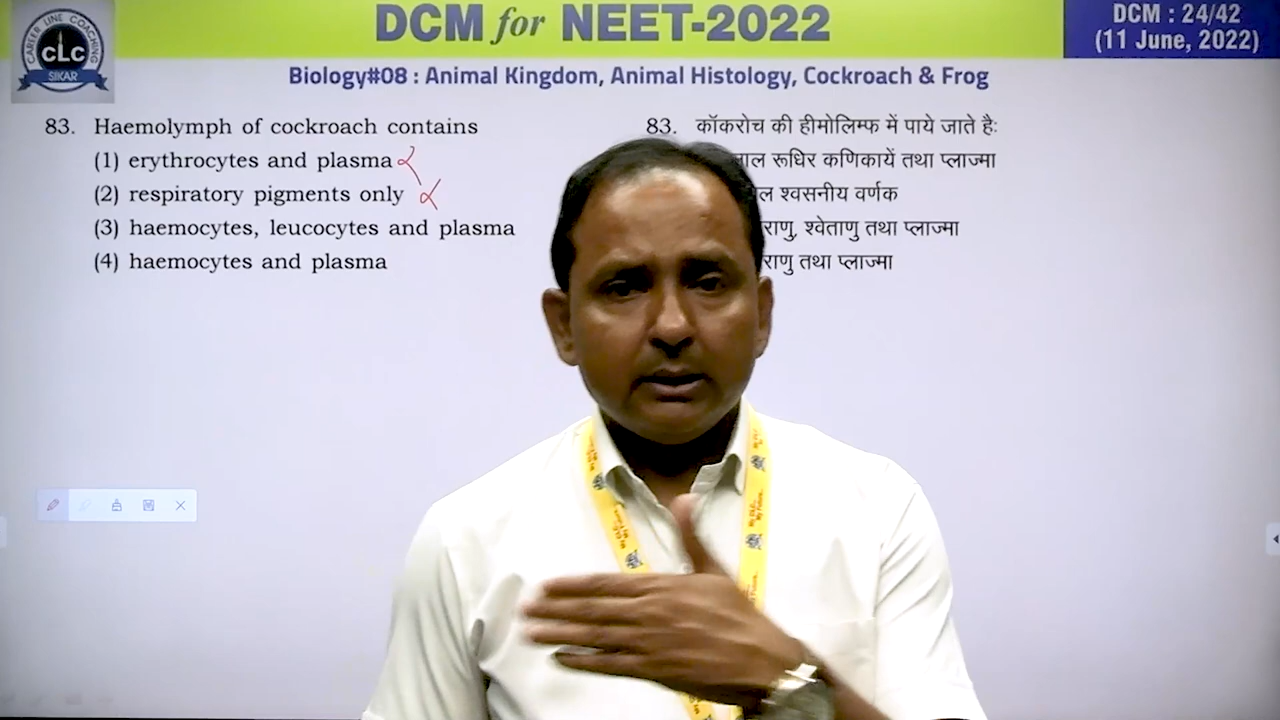 DCM for NEET-2022
DCM : 24/42
(11 June, 2022)
CAREER LINE COACHING
CLC
SIKAR
Biology#08 : Animal Kingdom, Animal Histology, Cockroach & Frog
83. Haemolymph of cockroach contains
(1) erythrocytes and plasma
(2) respiratory pigments only
(3) haemocytes, leucocytes and plasma
(4) haemocytes and plasma
83. कॉकरोच की हीमोलिम्फ में पाये जाते है:
रूधिर कणिकायें तथा प्लाज्मा
श्वसनीय वर्णक
श्वेताणु तथा प्लाज्मा
तथा प्लाज्मा